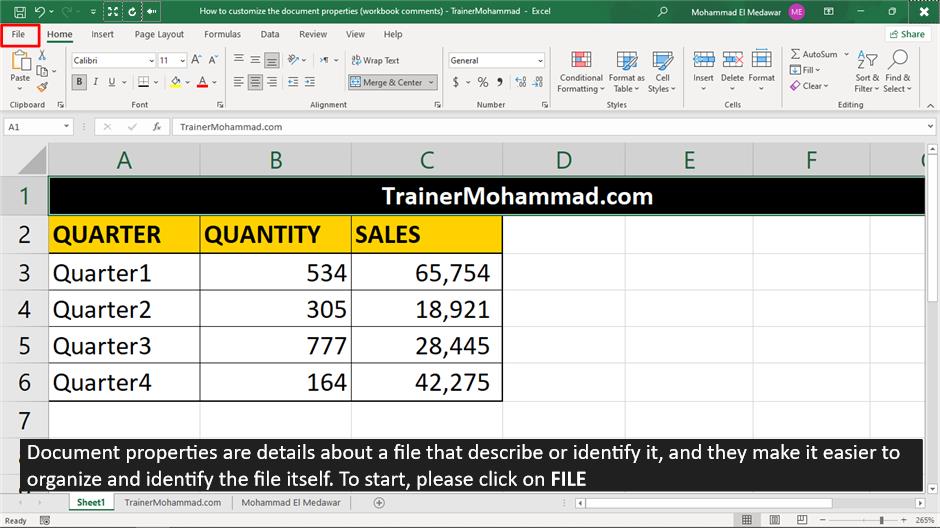 How to customize the document properties (workbook comments) - TrainerMohammad - Excel
Mohammad El Medawar ME
File Home Insert Page Layout Formulas Data Review View Help Share
Calibri 11 A A Wrap Text General AutoSum
Paste B I U A Merge & Center $ % Conditional Formatting Format as Table Cell Styles Insert Delete Format Fill Clear Sort & Filter Find & Select
Clipboard Font Alignment Number Styles Cells Editing
A1 fx TrainerMohammad.com
A B C D E F
1 TrainerMohammad.com
2 QUARTER QUANTITY SALES
3 Quarter1 534 65,754
4 Quarter2 305 18,921
5 Quarter3 777 28,445
6 Quarter4 164 42,275
7
Document properties are details about a file that describe or identify it, and they make it easier to
organize and identify the file itself. To start, please click on FILE
Sheet1 TrainerMohammad.com Mohammad El Medawar
Ready 265%